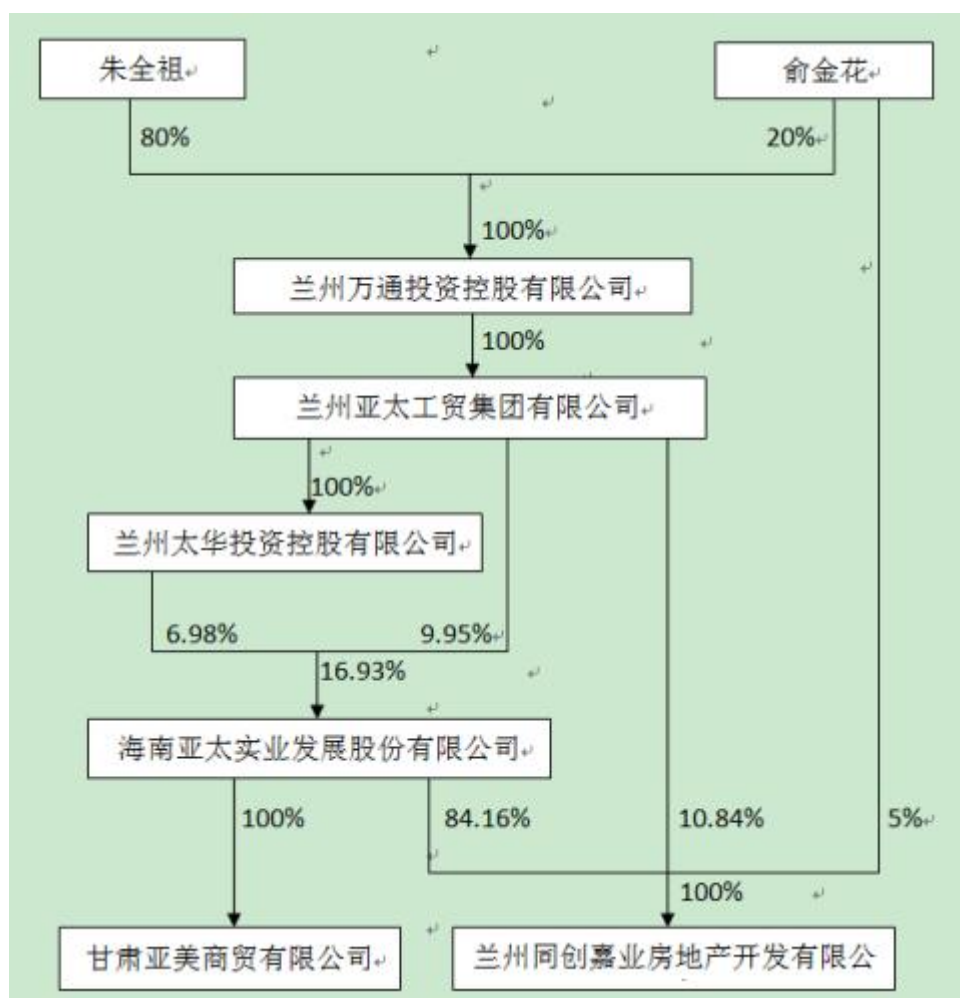 朱全祖
俞金花
80%
20%
100%
兰州万通投资控股有限公司
100%
兰州亚太工贸集团有限公司
100%
兰州太华投资控股有限公司
6.98%
9.95%
16.93%
海南亚太实业发展股份有限公司
100%
84.16%
10.84%
5%
100%
甘肃亚美商贸有限公司
兰州同创嘉业房地产开发有限公